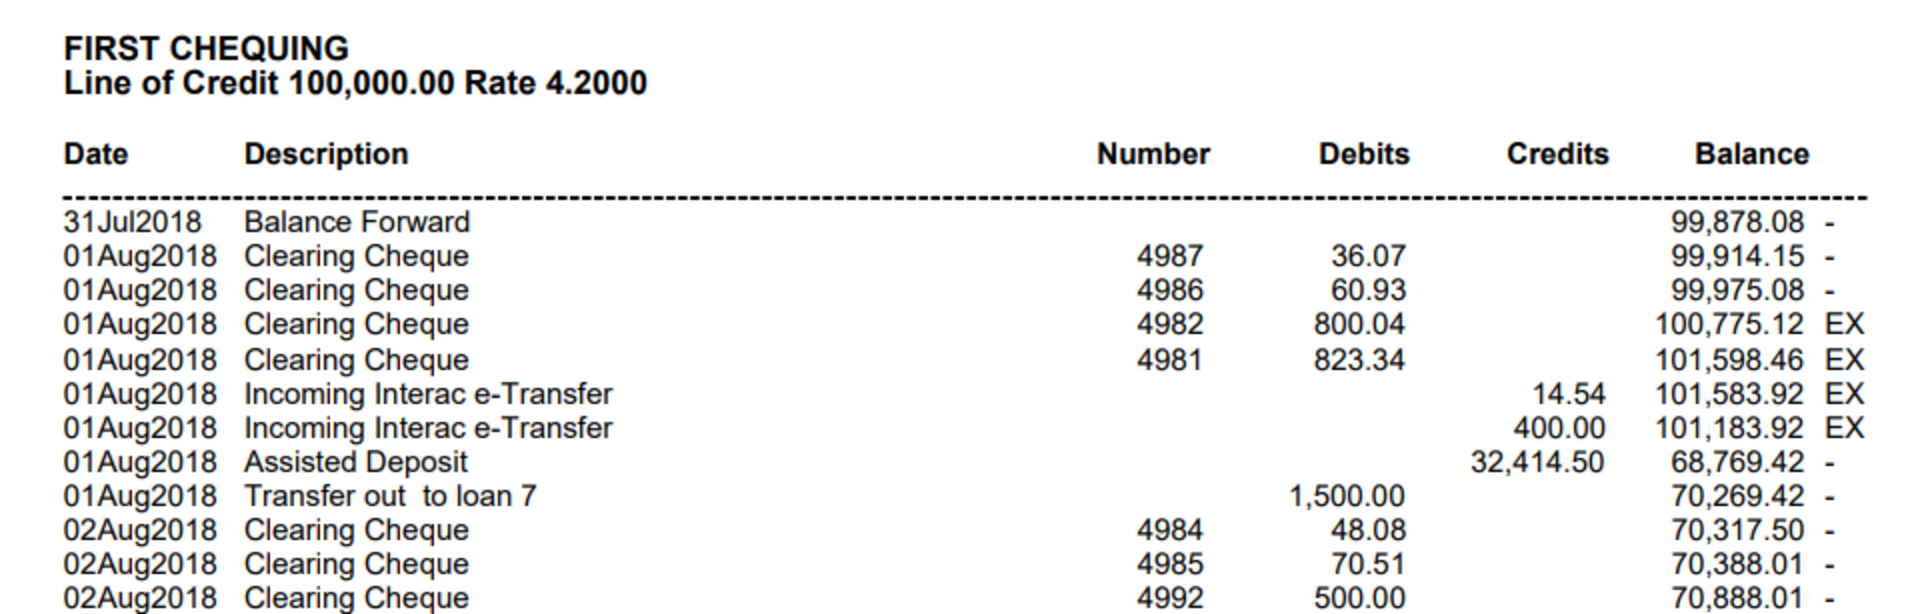 FIRST CHEQUING
Line of Credit 100,000.00 Rate 4.2000
Date Description Number Debits Credits Balance
31Jul2018 Balance Forward 99,878.08 -
01Aug2018 Clearing Cheque 4987 36.07 99,914.15 -
01Aug2018 Clearing Cheque 4986 60.93 99,975.08 -
01Aug2018 Clearing Cheque 4982 800.04 100,775.12 EX
01Aug2018 Clearing Cheque 4981 823.34 101,598.46 EX
01Aug2018 Incoming Interac e-Transfer 14.54 101,583.92 EX
01Aug2018 Incoming Interac e-Transfer 400.00 101,183.92 EX
01Aug2018 Assisted Deposit 32,414.50 68,769.42 -
01Aug2018 Transfer out  to loan 7 1,500.00 70,269.42 -
02Aug2018 Clearing Cheque 4984 48.08 70,317.50 -
02Aug2018 Clearing Cheque 4985 70.51 70,388.01 -
02Aug2018 Clearing Cheque 4992 500.00 70,888.01 -